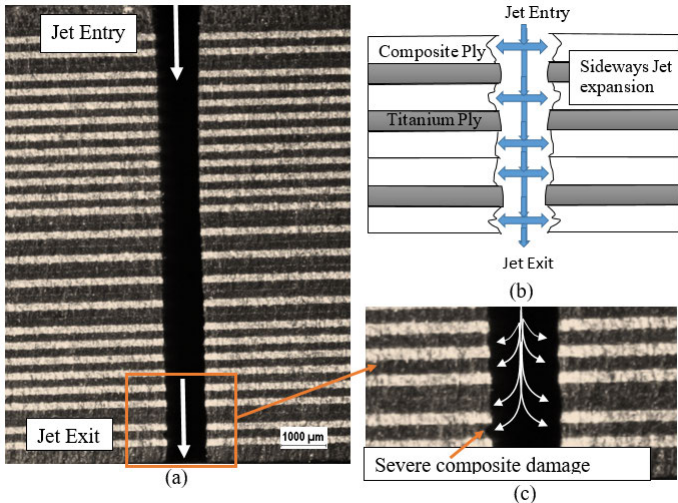 Jet Entry
Jet Exit
1000 µm
(a)
Jet Entry
Composite Ply
Sideways Jet
expansion
Titanium Ply
Jet Exit
(b)
Severe composite damage
(c)